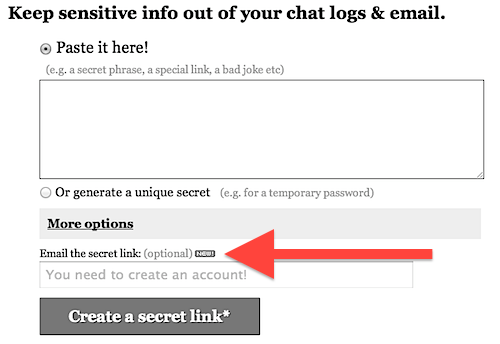 Keep sensitive info out of your chat logs & email.
Paste it here!
(e.g. a secret phrase, a special link, a bad joke etc)
Or generate a unique secret (e.g. for a temporary password)
More options
Email the secret link: (optional) NEW!
You need to create an account!
Create a secret link*